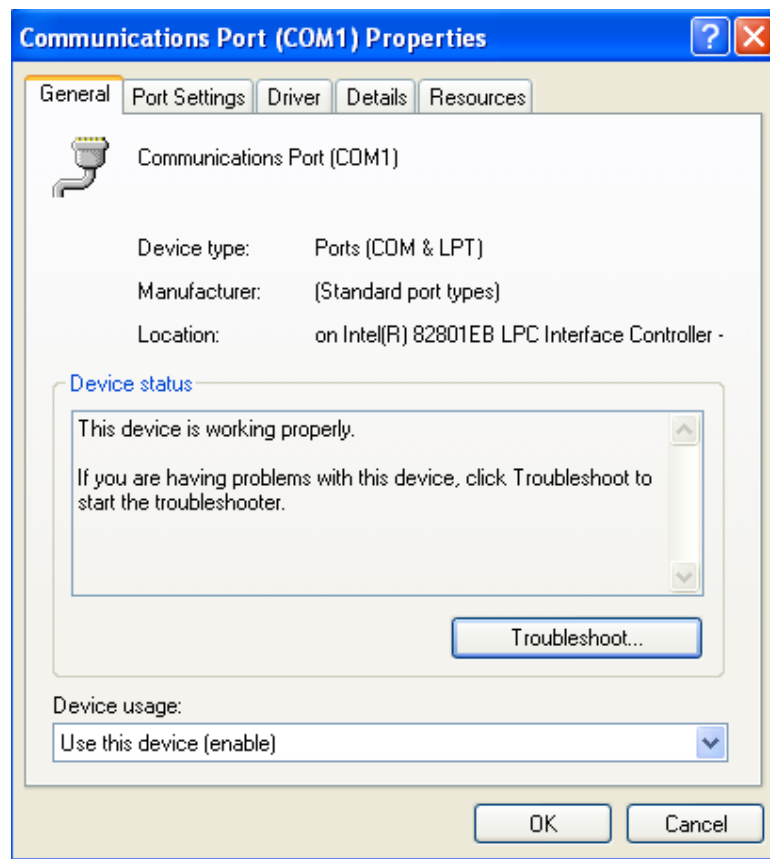 Communications Port (COM1) Properties
General Port Settings Driver Details Resources
Communications Port (COM1)
Device type: Ports (COM & LPT)
Manufacturer: (Standard port types)
Location: on Intel(R) 82801EB LPC Interface Controller -
Device status
This device is working properly.
If you are having problems with this device, click Troubleshoot to
start the troubleshooter.
Troubleshoot...
Device usage:
Use this device (enable)
OK Cancel